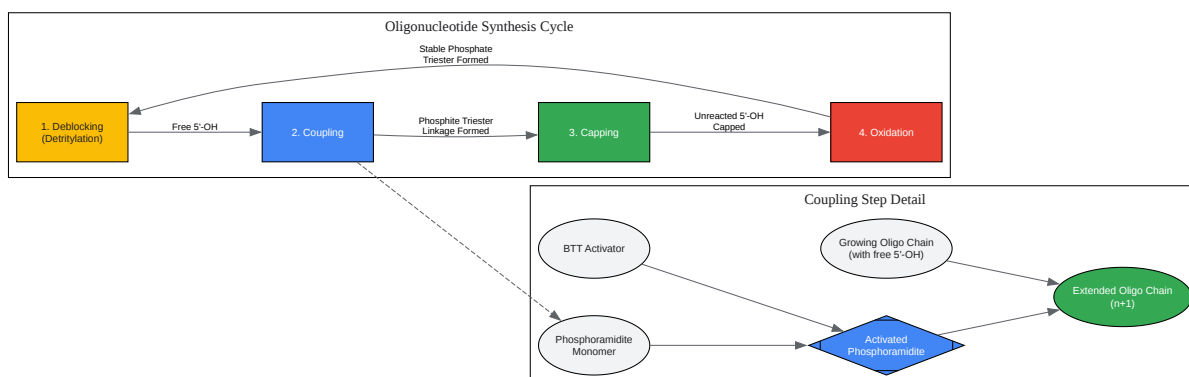 Oligonucleotide Synthesis Cycle
Stable Phosphate
Triester Formed
1. Deblocking
(Detritylation)
Free 5'-OH
2. Coupling
Phosphite Triester
Linkage Formed
3. Capping
Unreacted 5'-OH
Capped
4. Oxidation
Coupling Step Detail
BTT Activator
Growing Oligo Chain
(with free 5'-OH)
Extended Oligo Chain
(n+1)
Phosphoramidite
Monomer
Activated
Phosphoramidite